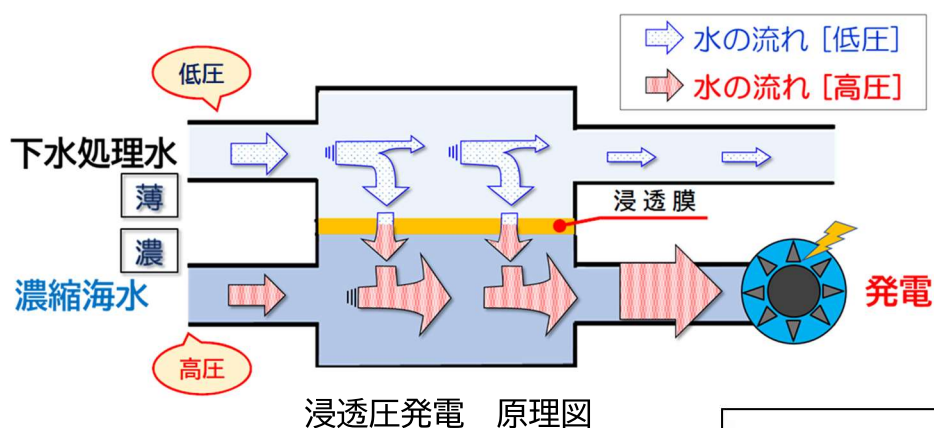 水の流れ [低圧]
水の流れ [高圧]
低圧
下水処理水
薄
浸透膜
濃
濃縮海水
発電
高圧
浸透圧発電 原理図